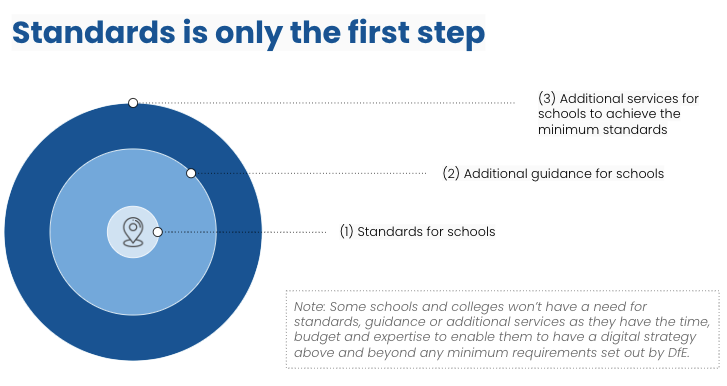 Standards is only the first step
(3) Additional services for
schools to achieve the
minimum standards
(2) Additional guidance for schools
(1) Standards for schools
Note: Some schools and colleges won't have a need for
standards, guidance or additional services as they have the time,
budget and expertise to enable them to have a digital strategy
above and beyond any minimum requirements set out by DfE.